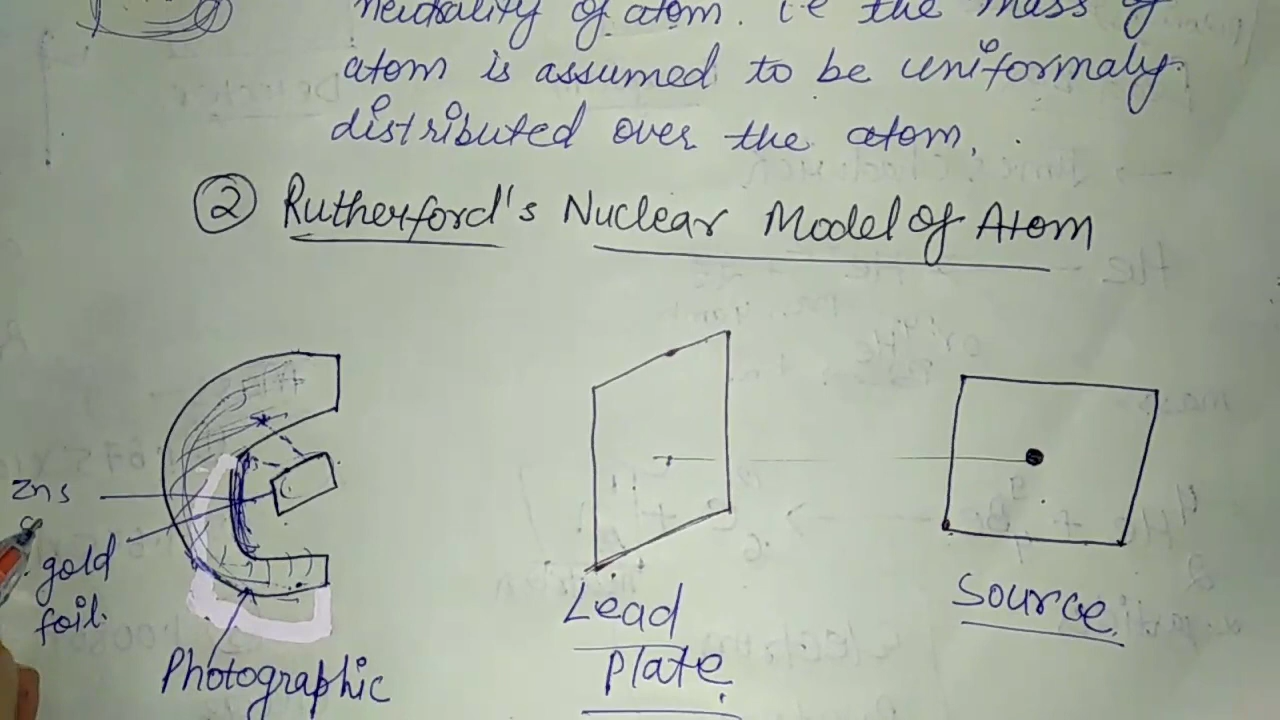 neutrality of atom. i.e the mass of
atom is assumed to be uniformaly
distributed over the atom.
② Rutherford's Nuclear Model of Atom
Zns
gold
foil.
Photographic
Lead
Plate
Source